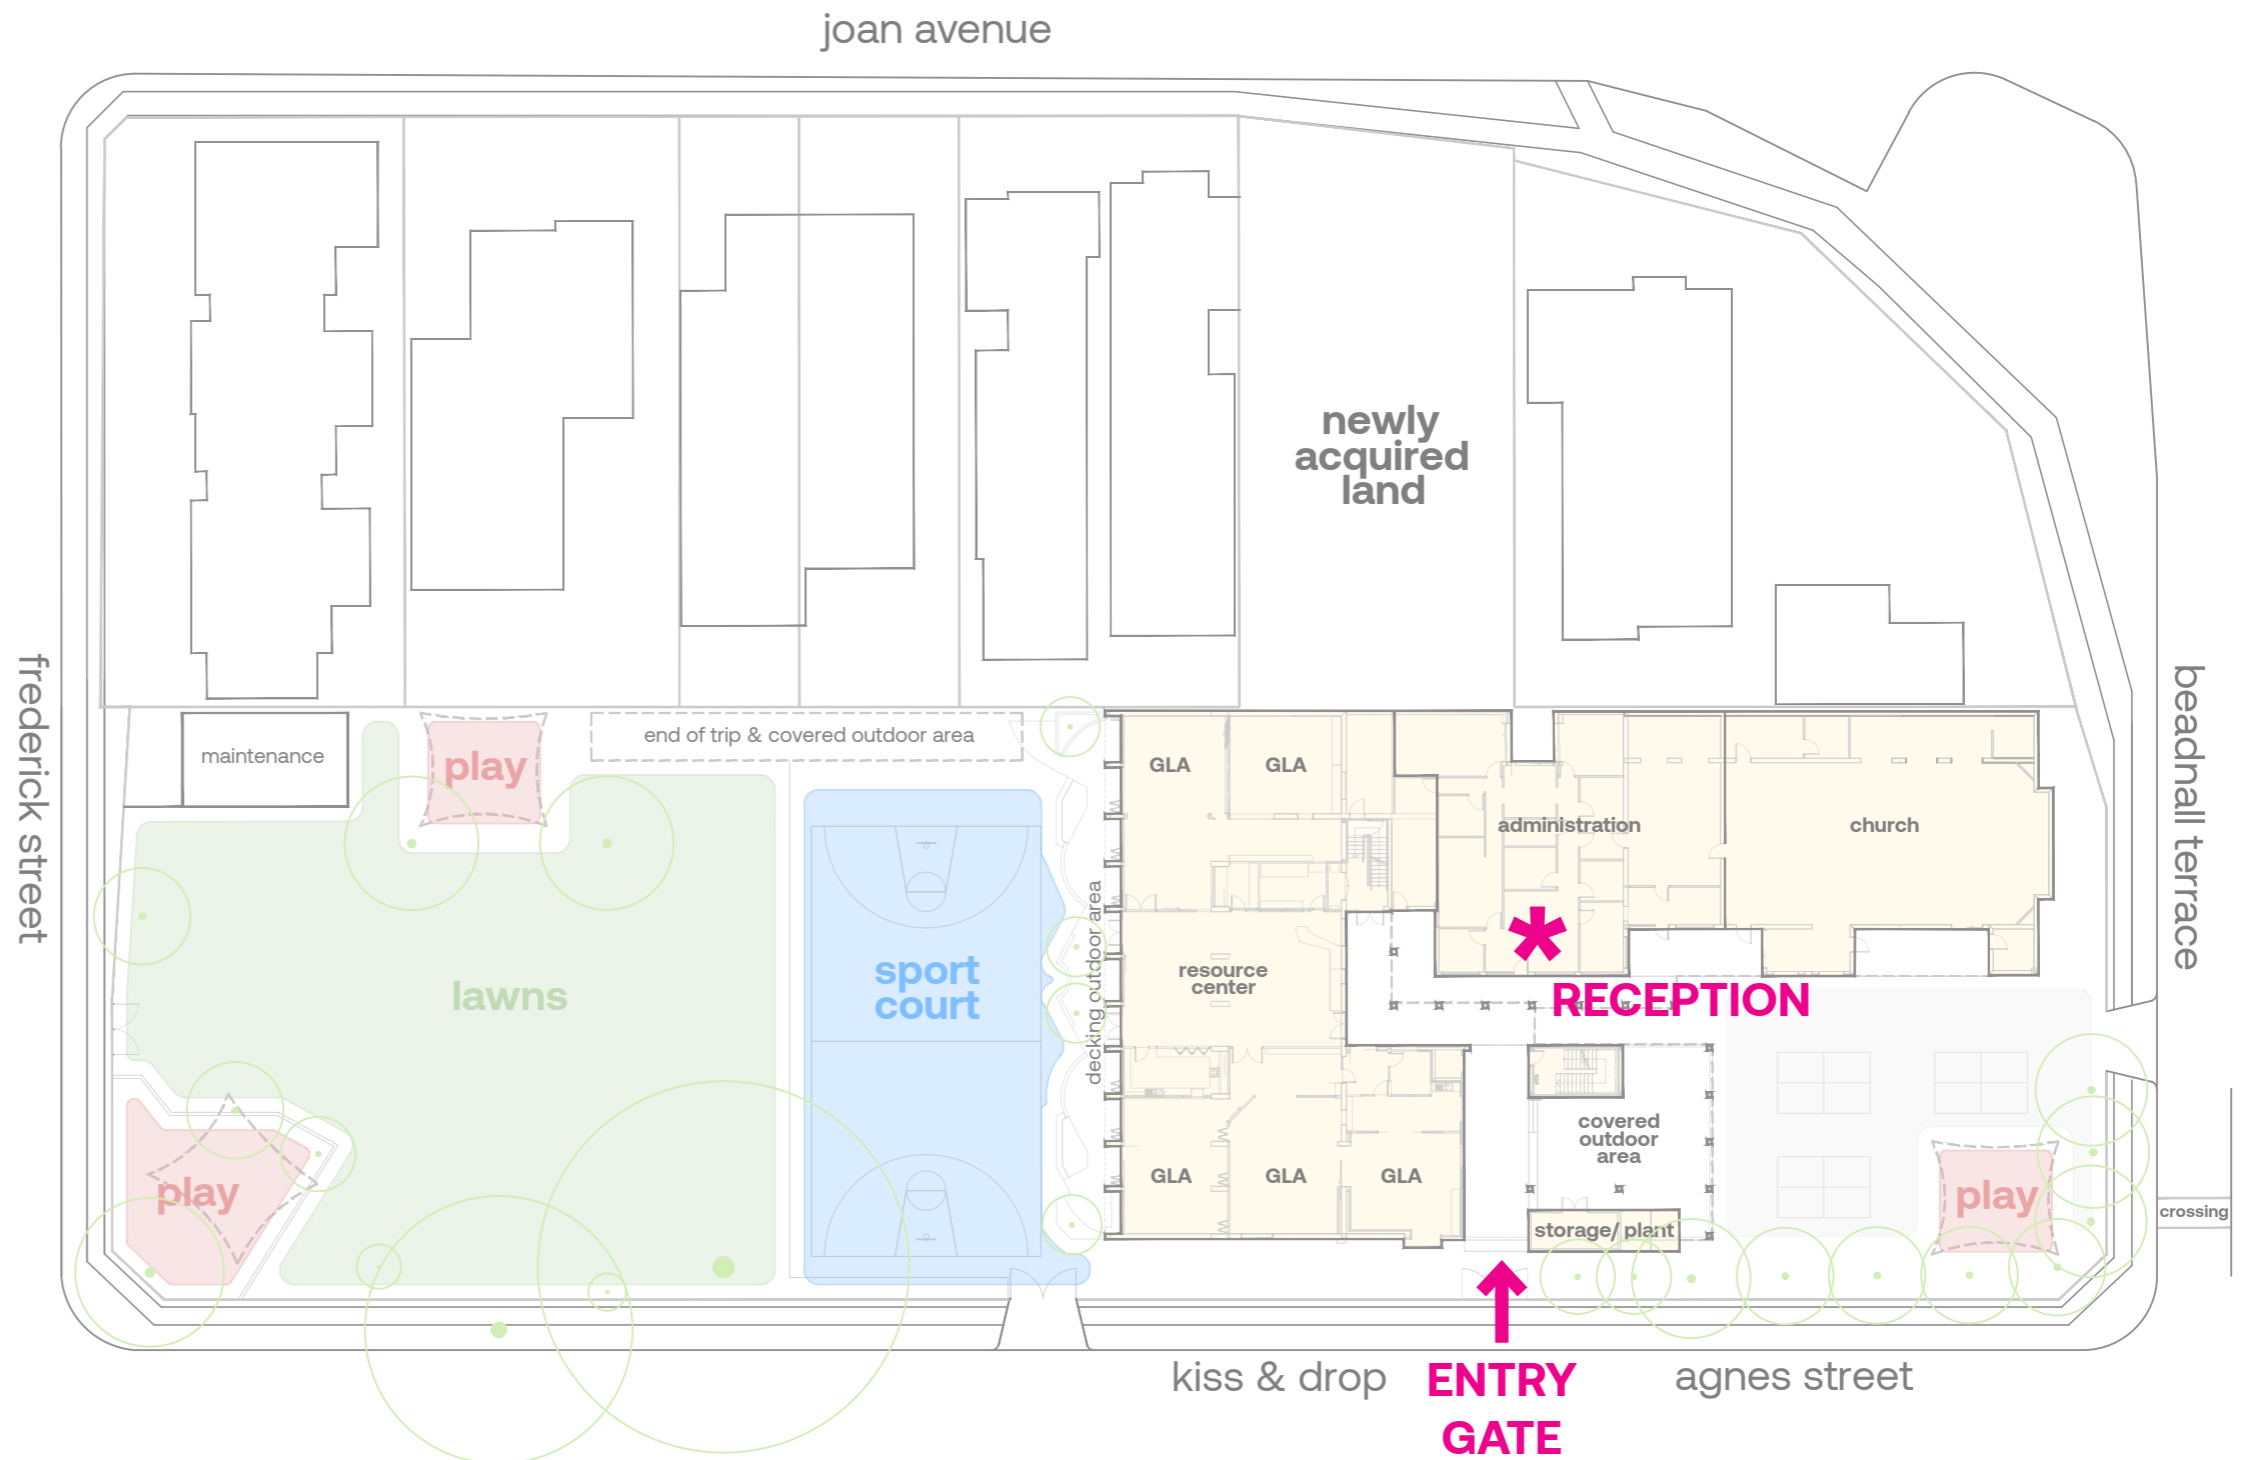 joan avenue
newly
acquired
land
frederick street
beadnall terrace
maintenance
play
end of trip & covered outdoor area
GLA
GLA
administration
church
lawns
sport
court
decking outdoor area
resource
center
RECEPTION
covered
outdoor
area
play
GLA
GLA
GLA
storage/ plant
play
crossing
kiss & drop
ENTRY
GATE
agnes street